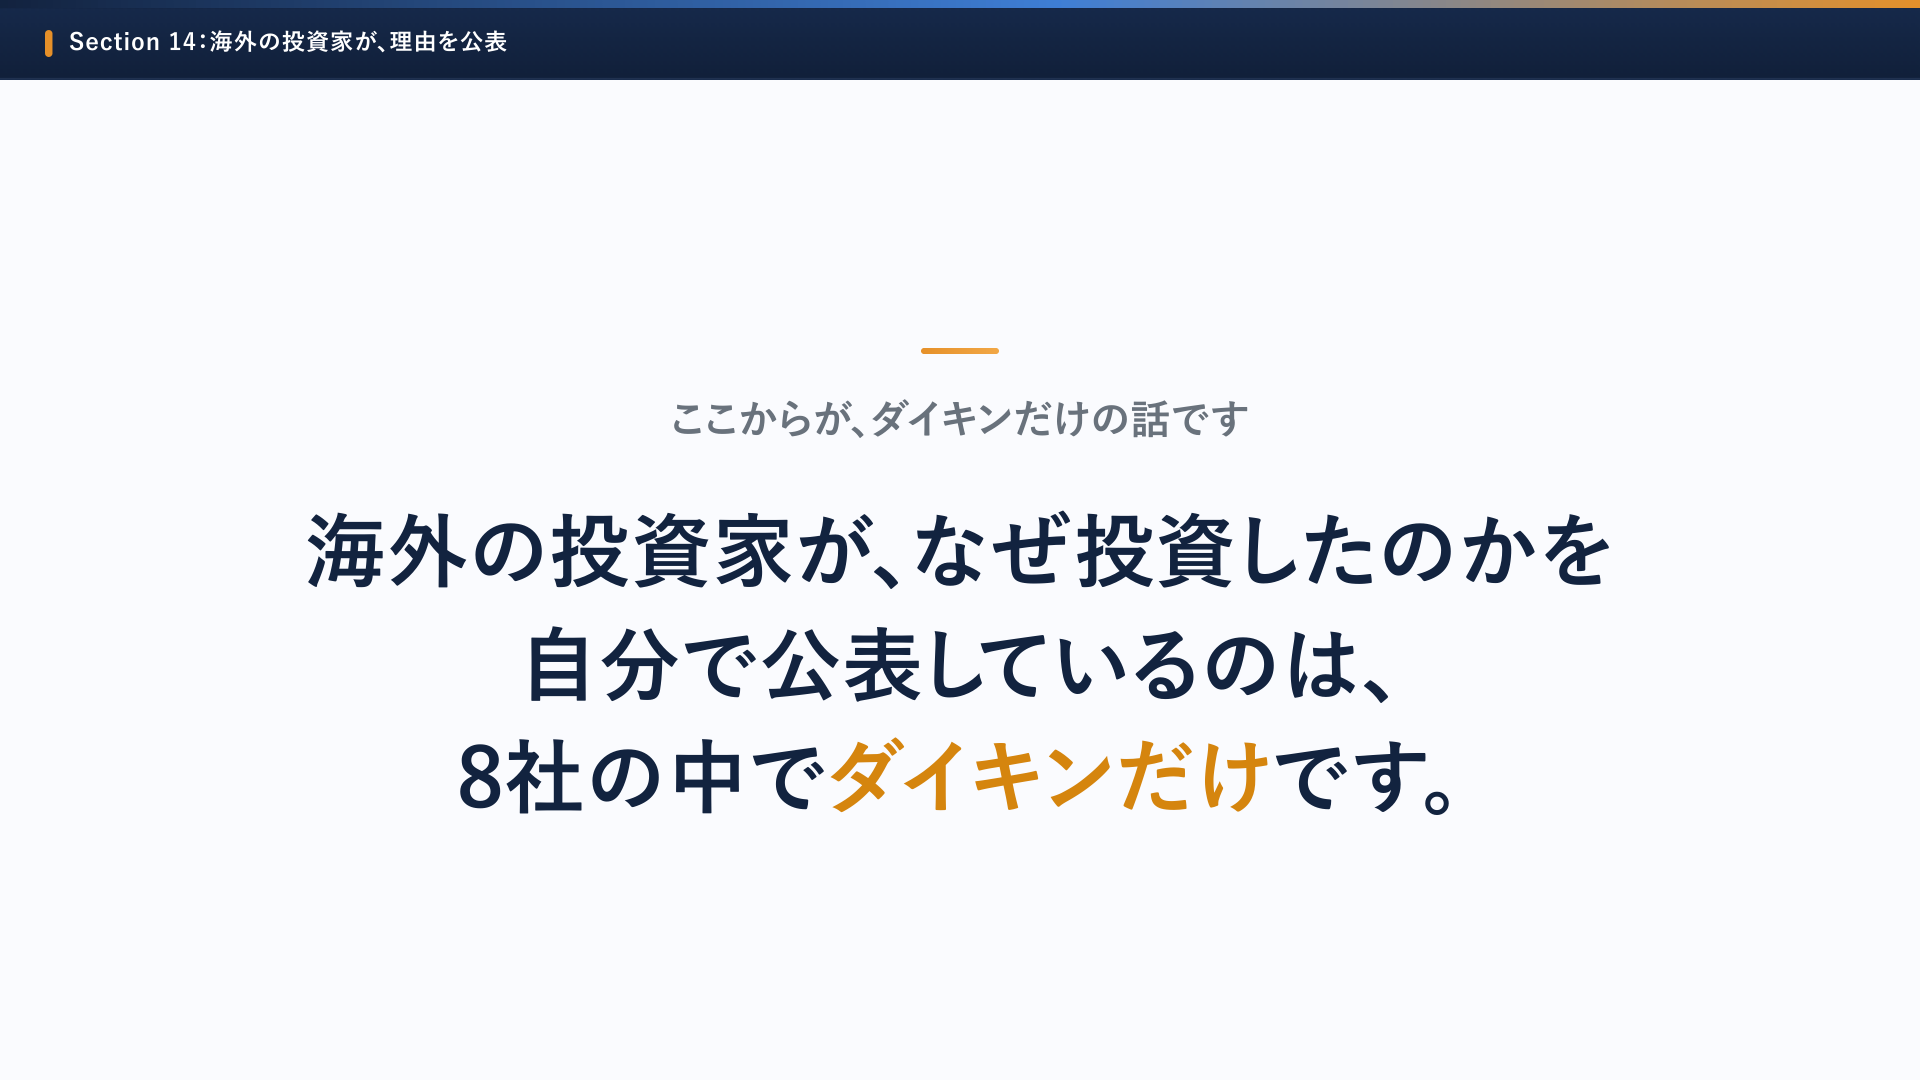 Section 14：海外の投資家が、理由を公表
ここからが、ダイキンだけの話です
海外の投資家が、なぜ投資したのかを
自分で公表しているのは、
8社の中でダイキンだけです。